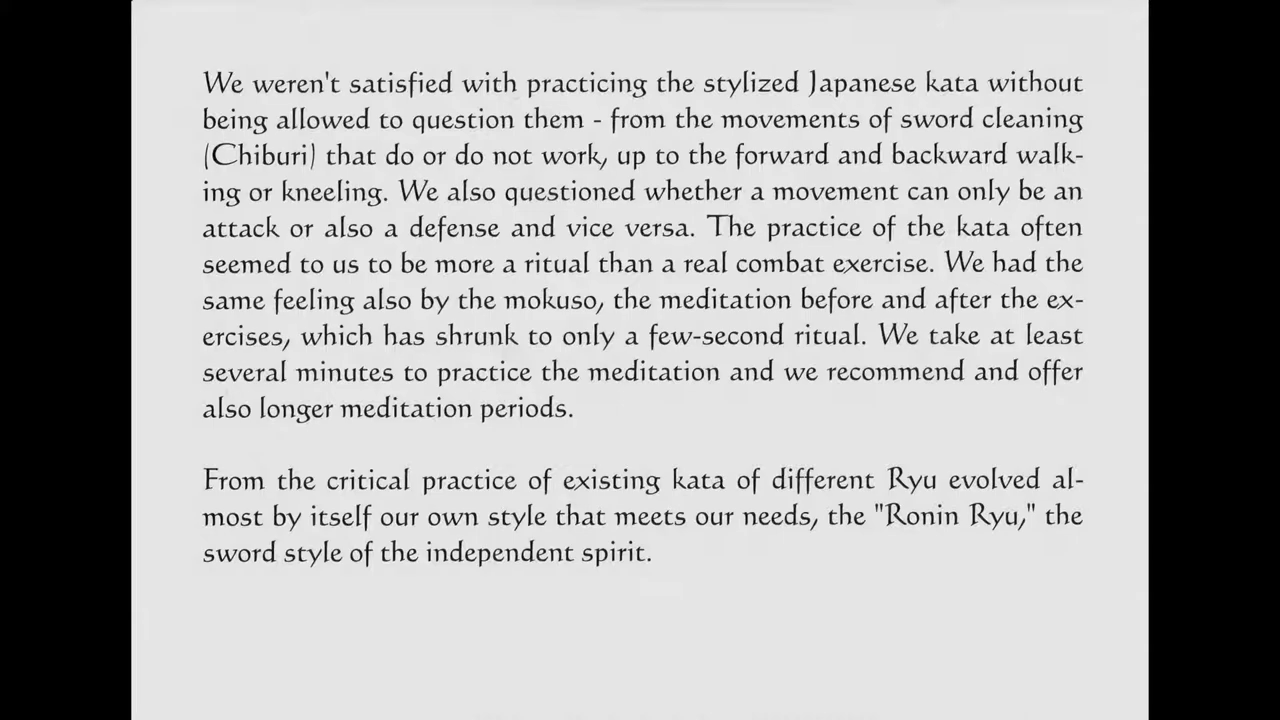 We weren't satisfied with practicing the stylized Japanese kata without
being allowed to question them - from the movements of sword cleaning
(Chiburi) that do or do not work, up to the forward and backward walk-
ing or kneeling. We also questioned whether a movement can only be an
attack or also a defense and vice versa. The practice of the kata often
seemed to us to be more a ritual than a real combat exercise. We had the
same feeling also by the mokuso, the meditation before and after the ex-
ercises, which has shrunk to only a few-second ritual. We take at least
several minutes to practice the meditation and we recommend and offer
also longer meditation periods.

From the critical practice of existing kata of different Ryu evolved al-
most by itself our own style that meets our needs, the "Ronin Ryu," the
sword style of the independent spirit.